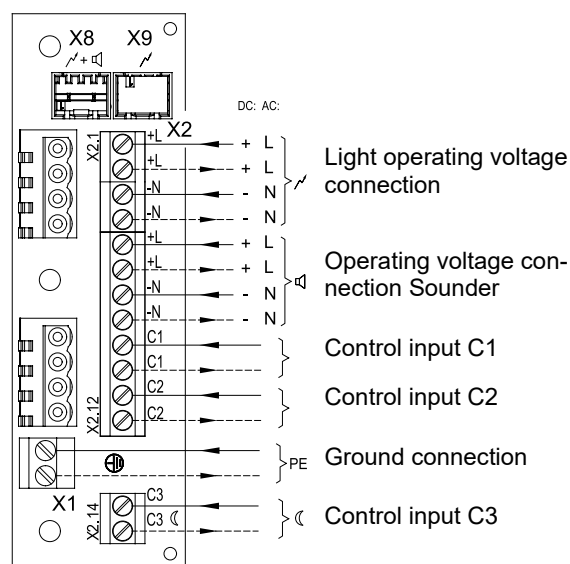 X8 X9
+
DC: AC:
X2.1 X2
+L + L
+L + L
-N - N
-N - N
Light operating voltage
connection
+L + L
+L + L
-N - N
-N - N
Operating voltage con-
nection Sounder
C1
C1
Control input C1
C2
C2
Control input C2
X2.12
PE
Ground connection
X1
X2.14
C3
C3
Control input C3